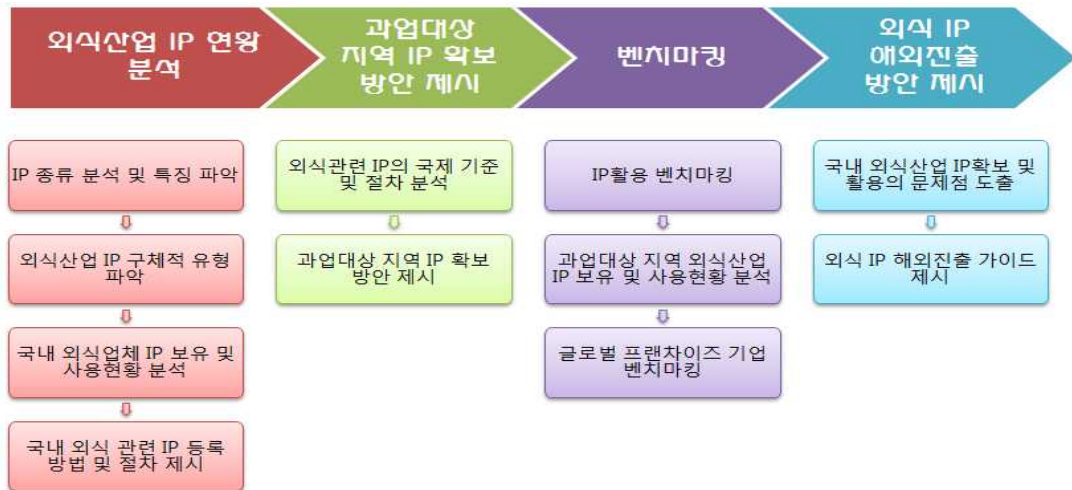 외식산업 IP 연황
분석
과업대상
지역 IP 확보
방안 제시
벤치마킹
외식 IP
해외진출
방안 제시
IP 종류 분석 및 특징 파악
외식산업 IP 구체적 유형
파악
국내 외식업체 IP 보유 및
사용현황 분석
국내 외식 관련 IP 등록
방법 및 절차 제시
외식관련 IP의 국제 기준
및 절차 분석
과업대상 지역 IP 확보
방안 제시
IP활용 벤치마킹
과업대상 지역 외식산업
IP 보유 및 사용현황 분석
글로벌 프랜차이즈 기업
벤치마킹
국내 외식산업 IP확보 및
활용의 문제점 도출
외식 IP 해외진출 가이드
제시